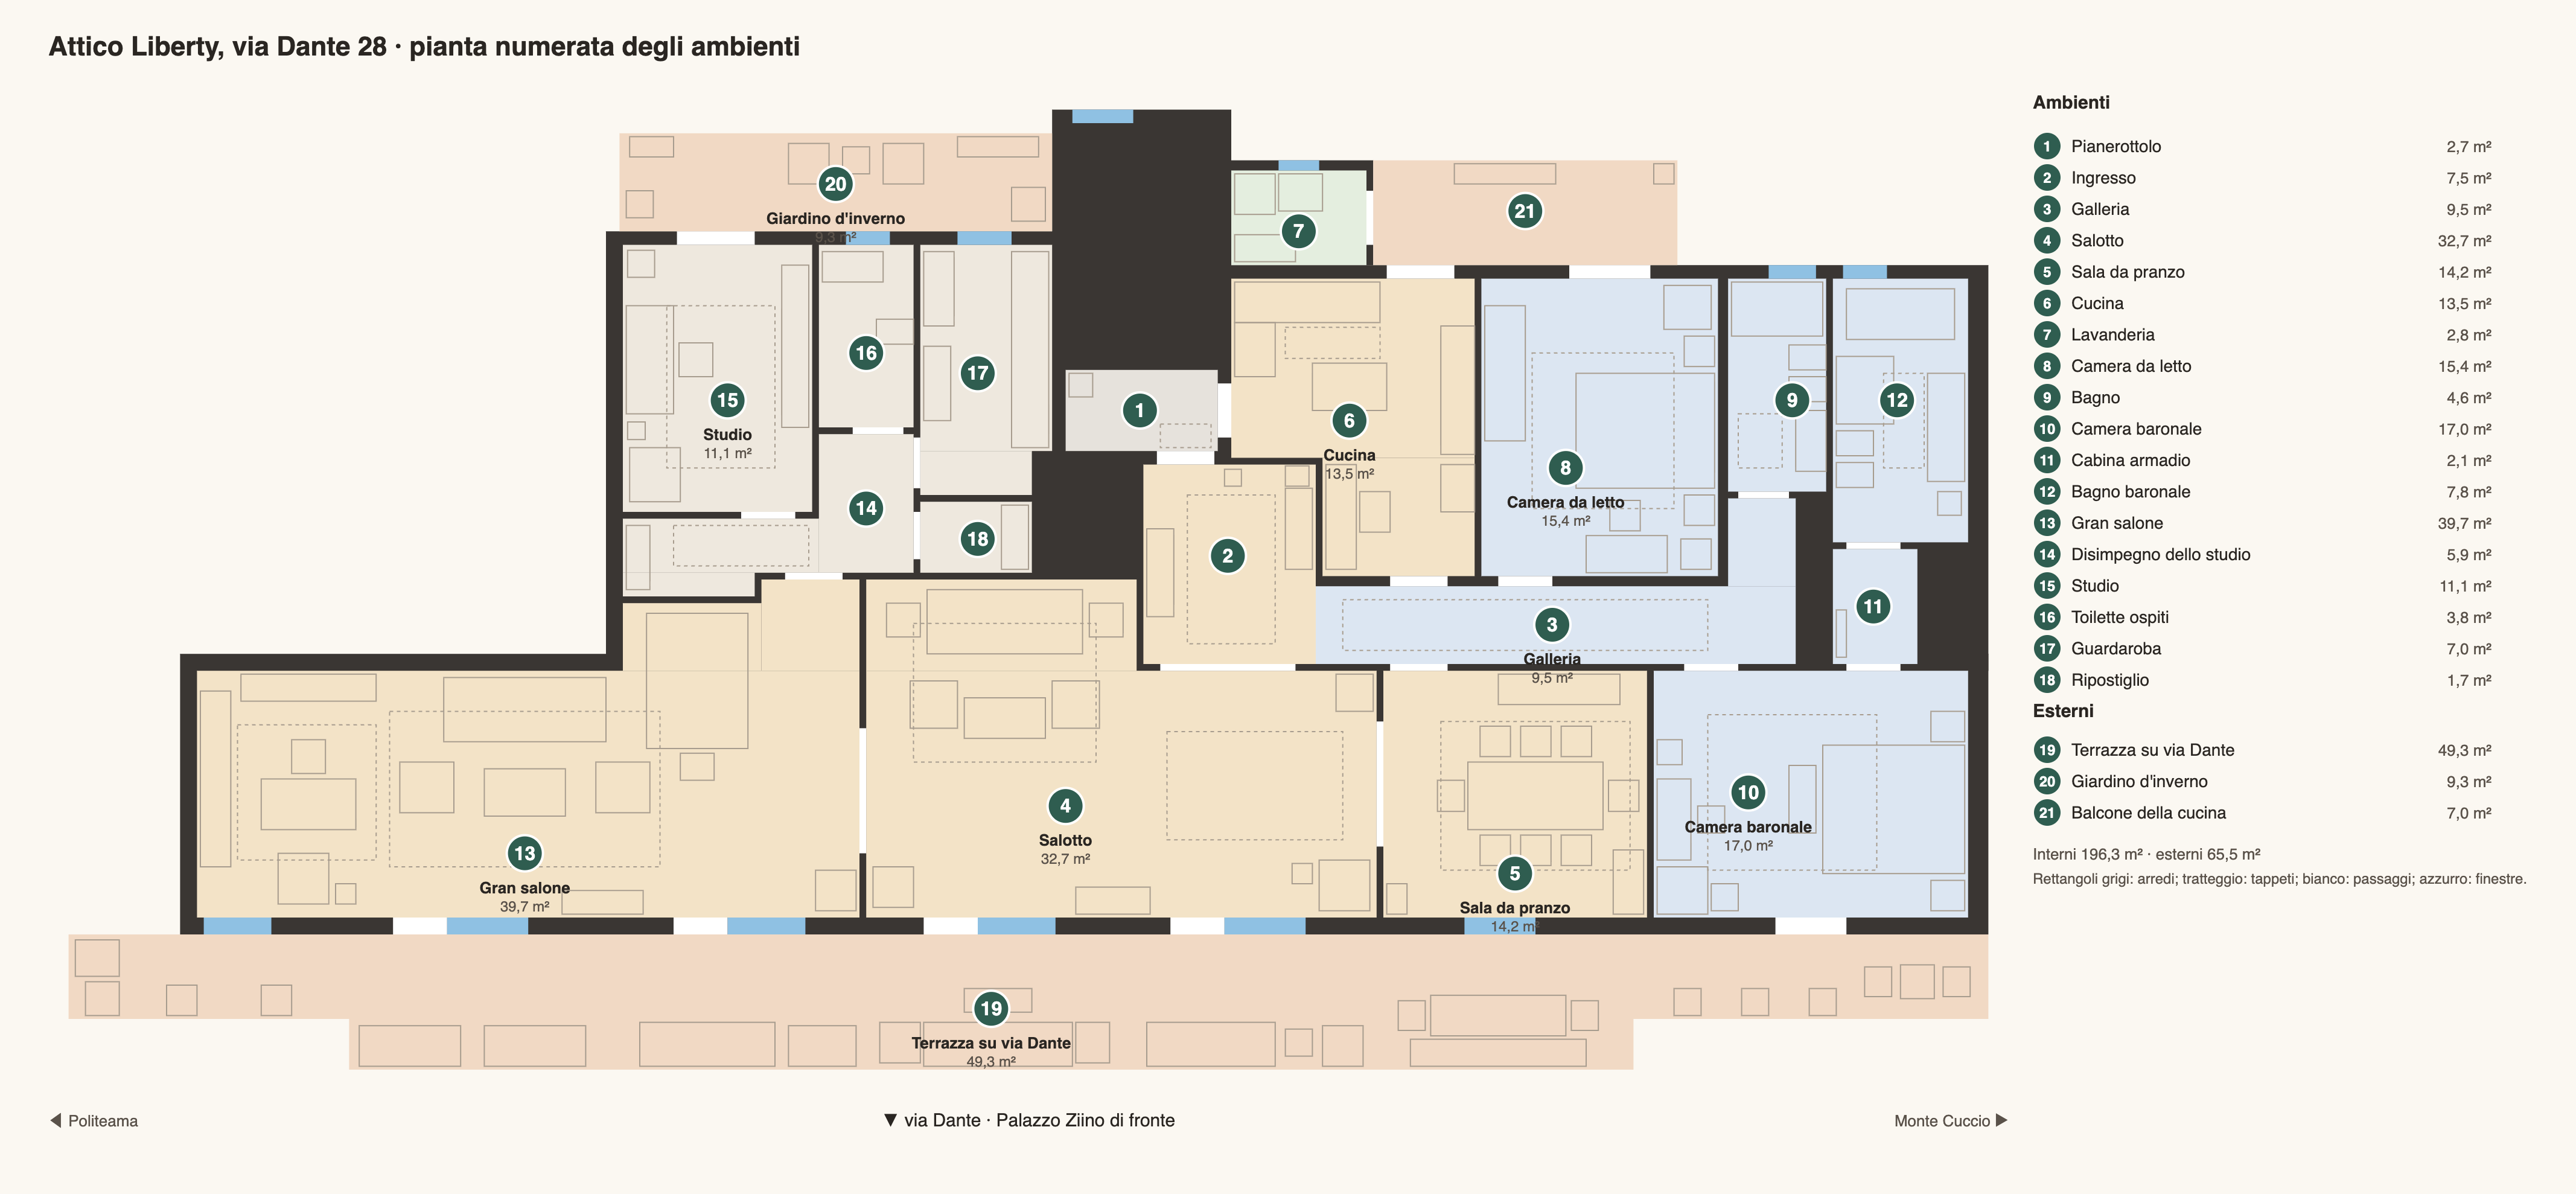 Attico Liberty, via Dante 28 · pianta numerata degli ambienti
20
Giardino d'inverno
9,3 m²
21
7
16
17
15
Studio
11,1 m²
1
6
Cucina
13,5 m²
9
12
8
Camera da letto
15,4 m²
14
18
2
11
3
Galleria
9,5 m²
10
Camera baronale
17,0 m²
4
Salotto
32,7 m²
13
Gran salone
39,7 m²
5
Sala da pranzo
14,2 m²
19
Terrazza su via Dante
49,3 m²
◀ Politeama
▼ via Dante · Palazzo Ziino di fronte
Monte Cuccio ▶
Ambienti
1 Pianerottolo 2,7 m²
2 Ingresso 7,5 m²
3 Galleria 9,5 m²
4 Salotto 32,7 m²
5 Sala da pranzo 14,2 m²
6 Cucina 13,5 m²
7 Lavanderia 2,8 m²
8 Camera da letto 15,4 m²
9 Bagno 4,6 m²
10 Camera baronale 17,0 m²
11 Cabina armadio 2,1 m²
12 Bagno baronale 7,8 m²
13 Gran salone 39,7 m²
14 Disimpegno dello studio 5,9 m²
15 Studio 11,1 m²
16 Toilette ospiti 3,8 m²
17 Guardaroba 7,0 m²
18 Ripostiglio 1,7 m²
Esterni
19 Terrazza su via Dante 49,3 m²
20 Giardino d'inverno 9,3 m²
21 Balcone della cucina 7,0 m²
Interni 196,3 m² · esterni 65,5 m²
Rettangoli grigi: arredi; tratteggio: tappeti; bianco: passaggi; azzurro: finestre.